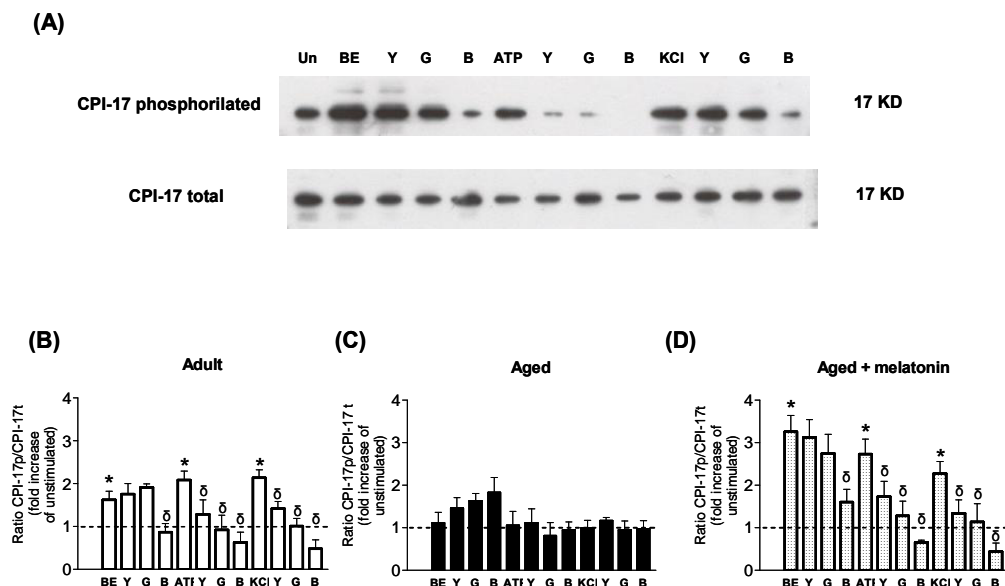 (A)
Un BE Y G B ATP Y G B KCl Y G B
CPI-17 phosphorilated 17 KD
CPI-17 total 17 KD
(B) (C) (D)
Adult
Aged
Aged + melatonin
Ratio CPI-17p/CPI-17t
(fold increase
of unstimulated)
4
3
2
1
0
* * *
δ δ δ δ δ δ δ
BE Y G B ATP Y G B KCl Y G B
Ratio CPI-17p/CPI-17 t
(fold increase of
unstimulated)
4
3
2
1
0
BE Y G B ATP Y G B KCl Y G B
Ratio CPI-17p/CPI-17t
(fold increase of
unstimulated)
4
3
2
1
0
* * *
δ δ δ δ δ δ δ
BE Y G B ATP Y G B KCl Y G B